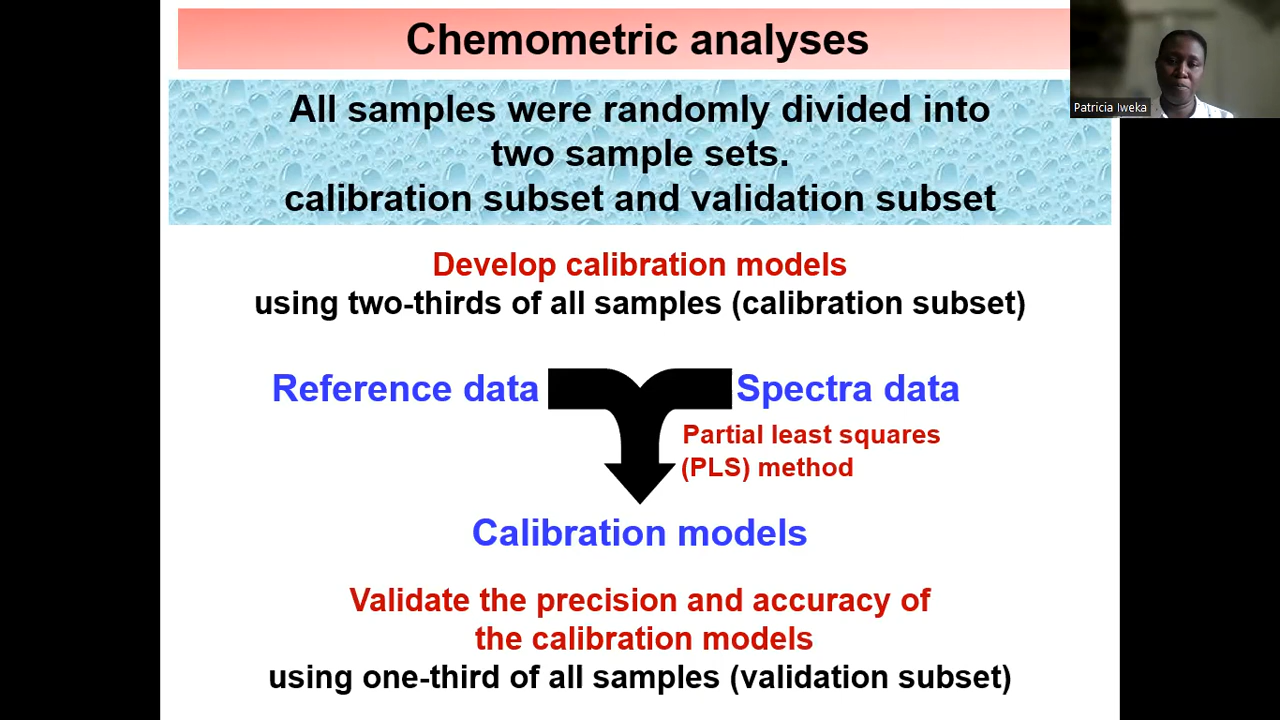 Chemometric analyses
Patricia Iweka
All samples were randomly divided into
two sample sets.
calibration subset and validation subset
Develop calibration models
using two-thirds of all samples (calibration subset)
Reference data
Spectra data
Partial least squares
(PLS) method
Calibration models
Validate the precision and accuracy of
the calibration models
using one-third of all samples (validation subset)